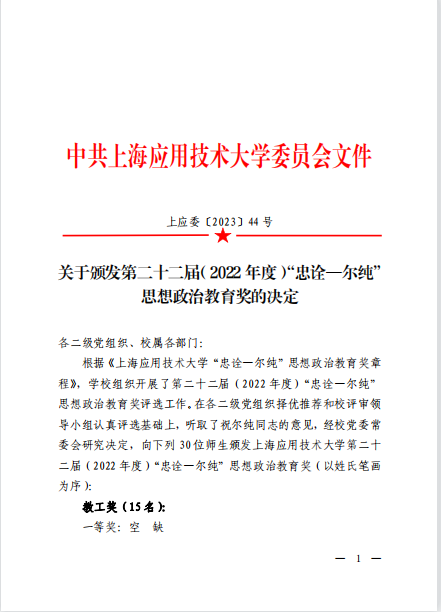 中共上海应用技术大学委员会文件
上应委〔2023〕44 号
关于颁发第二十二届（2022 年度）“忠诠—尔纯”
思想政治教育奖的决定
各二级党组织、校属各部门：
根据《上海应用技术大学“忠诠—尔纯”思想政治教育奖章
程》，学校组织开展了第二十二届（2022 年度）“忠诠—尔纯”
思想政治教育奖评选工作。在各二级党组织择优推荐和校评审领
导小组认真评选基础上，听取了祝尔纯同志的意见，经校党委常
委会研究决定，向下列 30 位师生颁发上海应用技术大学第二十
二届（2022 年度）“忠诠—尔纯”思想政治教育奖（以姓氏笔画
为序）：
教工奖（15 名）：
一等奖：空　缺
— 1 —